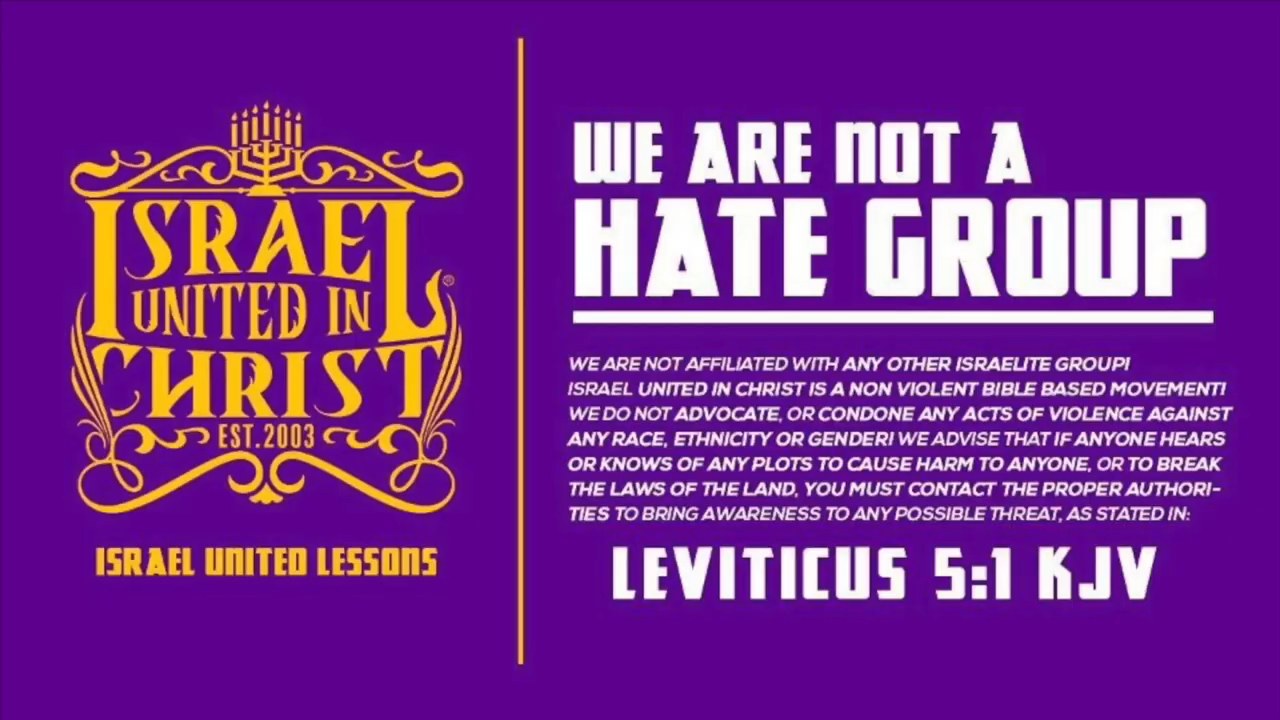 ISRAEL
UNITED IN
CHRIST
EST.2003
®
ISRAEL UNITED LESSONS
WE ARE NOT A
HATE GROUP
WE ARE NOT AFFILIATED WITH ANY OTHER ISRAELITE GROUP!
ISRAEL UNITED IN CHRIST IS A NON VIOLENT BIBLE BASED MOVEMENT!
WE DO NOT ADVOCATE, OR CONDONE ANY ACTS OF VIOLENCE AGAINST
ANY RACE, ETHNICITY OR GENDER! WE ADVISE THAT IF ANYONE HEARS
OR KNOWS OF ANY PLOTS TO CAUSE HARM TO ANYONE, OR TO BREAK
THE LAWS OF THE LAND, YOU MUST CONTACT THE PROPER AUTHORI-
TIES TO BRING AWARENESS TO ANY POSSIBLE THREAT, AS STATED IN:
LEVITICUS 5:1 KJV